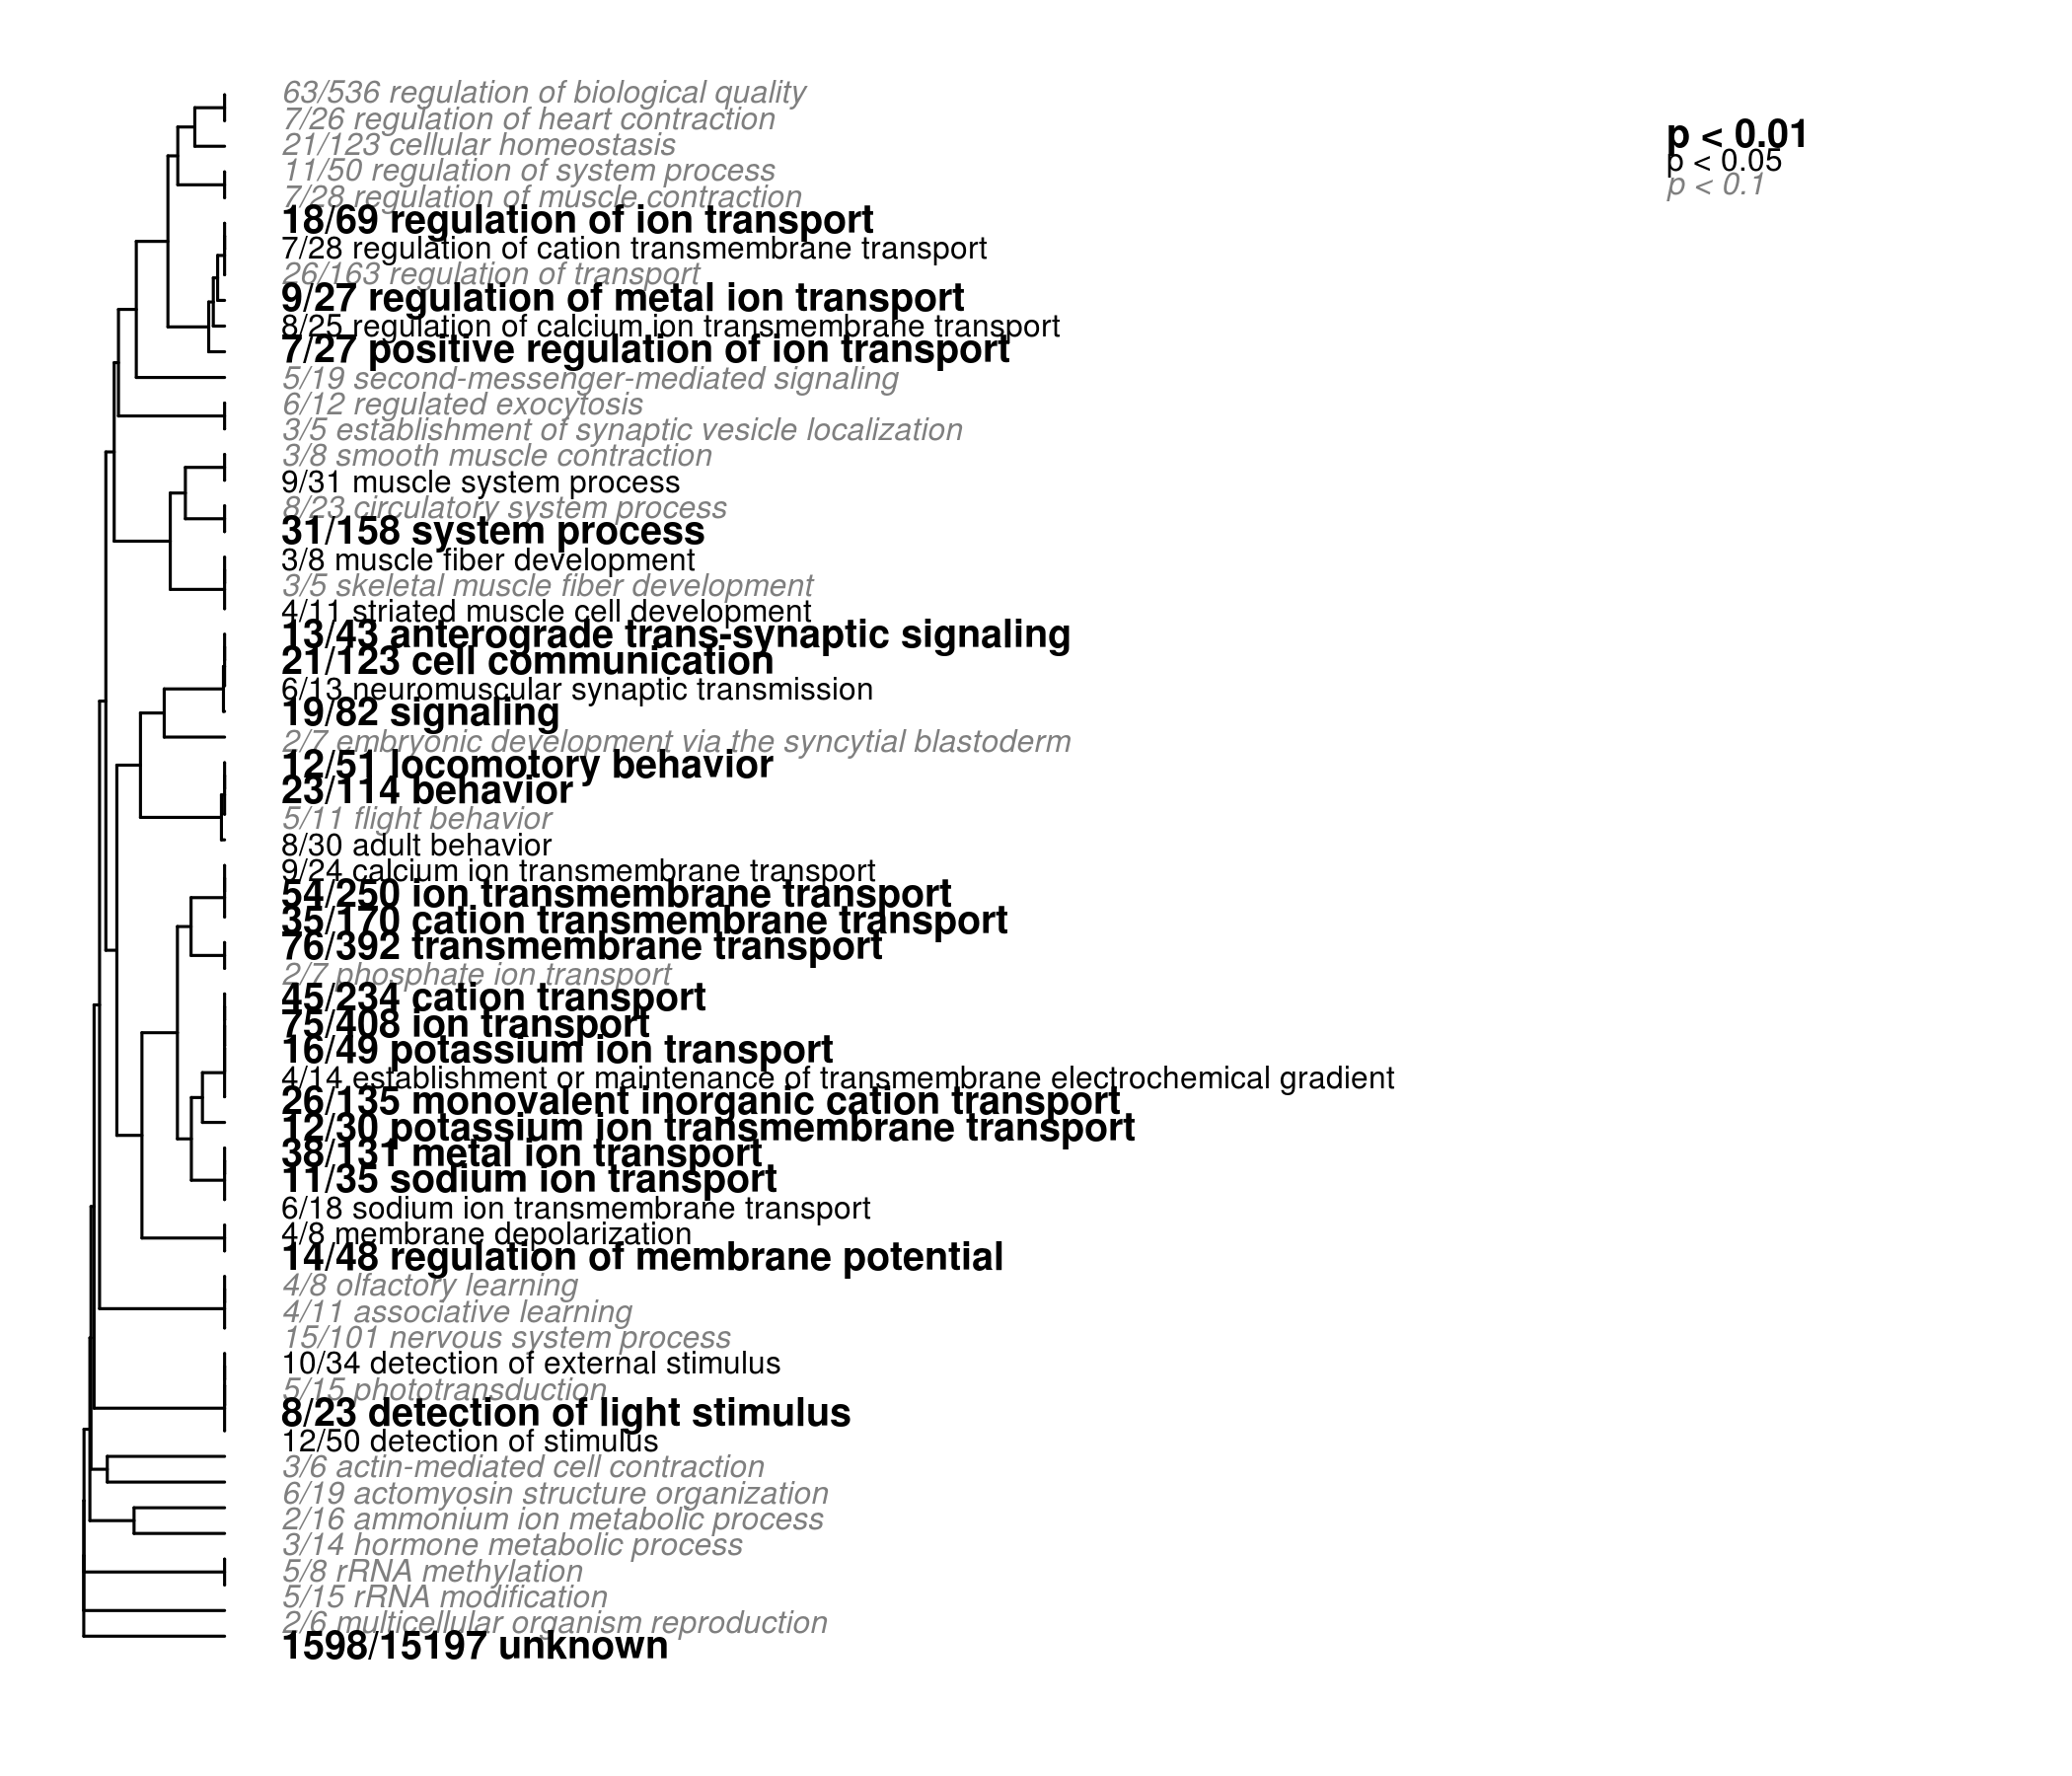 63/536 regulation of biological quality
7/26 regulation of heart contraction
21/123 cellular homeostasis
11/50 regulation of system process
7/28 regulation of muscle contraction
18/69 regulation of ion transport
7/28 regulation of cation transmembrane transport
26/163 regulation of transport
9/27 regulation of metal ion transport
8/25 regulation of calcium ion transmembrane transport
7/27 positive regulation of ion transport
5/19 second-messenger-mediated signaling
6/12 regulated exocytosis
3/5 establishment of synaptic vesicle localization
3/8 smooth muscle contraction
9/31 muscle system process
8/23 circulatory system process
31/158 system process
3/8 muscle fiber development
3/5 skeletal muscle fiber development
4/11 striated muscle cell development
13/43 anterograde trans-synaptic signaling
21/123 cell communication
6/13 neuromuscular synaptic transmission
19/82 signaling
2/7 embryonic development via the syncytial blastoderm
12/51 locomotory behavior
23/114 behavior
5/11 flight behavior
8/30 adult behavior
9/24 calcium ion transmembrane transport
54/250 ion transmembrane transport
35/170 cation transmembrane transport
76/392 transmembrane transport
2/7 phosphate ion transport
45/234 cation transport
75/408 ion transport
16/49 potassium ion transport
4/14 establishment or maintenance of transmembrane electrochemical gradient
26/135 monovalent inorganic cation transport
12/30 potassium ion transmembrane transport
38/131 metal ion transport
11/35 sodium ion transport
6/18 sodium ion transmembrane transport
4/8 membrane depolarization
14/48 regulation of membrane potential
4/8 olfactory learning
4/11 associative learning
15/101 nervous system process
10/34 detection of external stimulus
5/15 phototransduction
8/23 detection of light stimulus
12/50 detection of stimulus
3/6 actin-mediated cell contraction
6/19 actomyosin structure organization
2/16 ammonium ion metabolic process
3/14 hormone metabolic process
5/8 rRNA methylation
5/15 rRNA modification
2/6 multicellular organism reproduction
1598/15197 unknown
p < 0.01
p < 0.05
p < 0.1